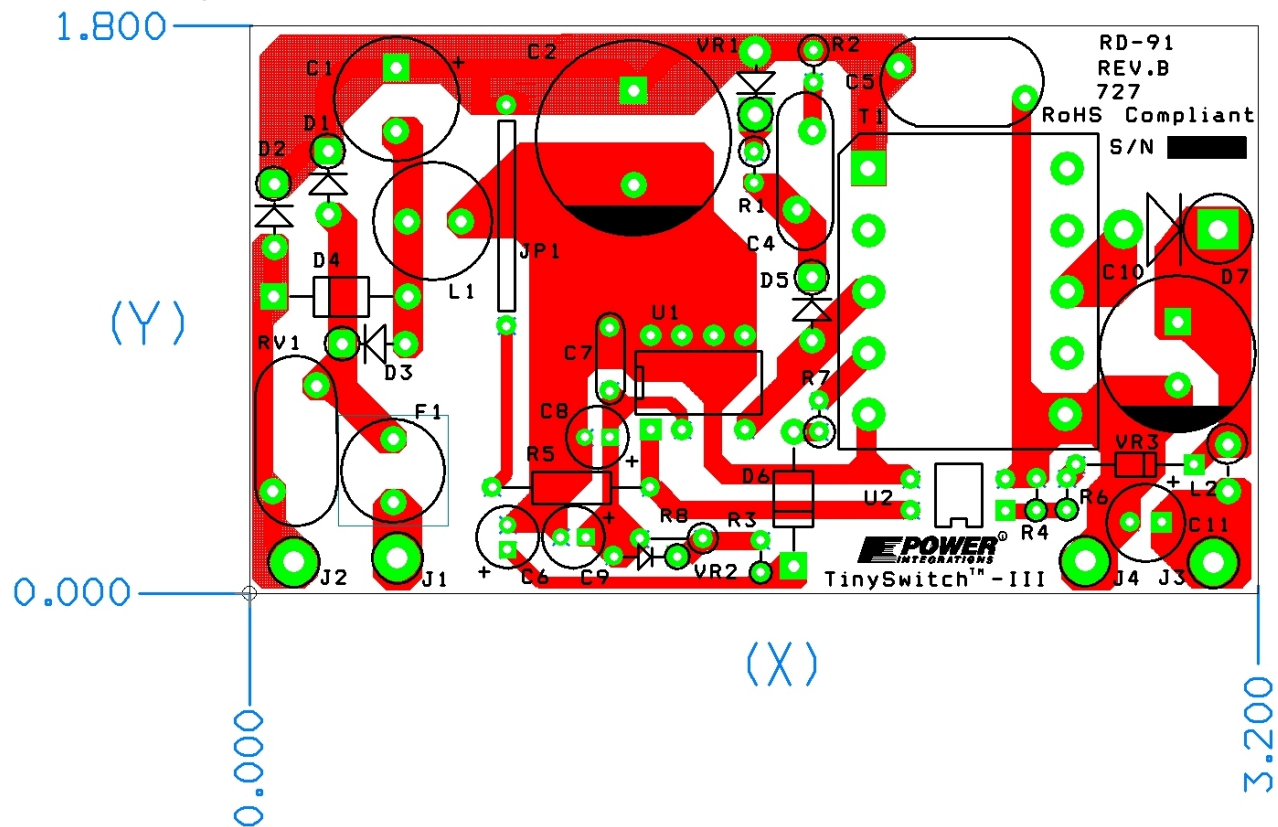 1.800
C1
+
C2
VR1
R2
RD-91
REV.B
727
C5
RoHS Compliant
D1
T1
S/N
D2
R1
C4
JP1
D4
D5
C10
D7
L1
(Y)
U1
RV1
C7
D3
R7
F1
C8
VR3
R5
+
D6
U2
+
L2
R6
+
R8
R3
R4
C11
POWER
INTEGRATIONS
®
J2
J1
+
C6
C9
VR2
TinySwitch™-III
J4
J3
0.000
(X)
0.000
3.200